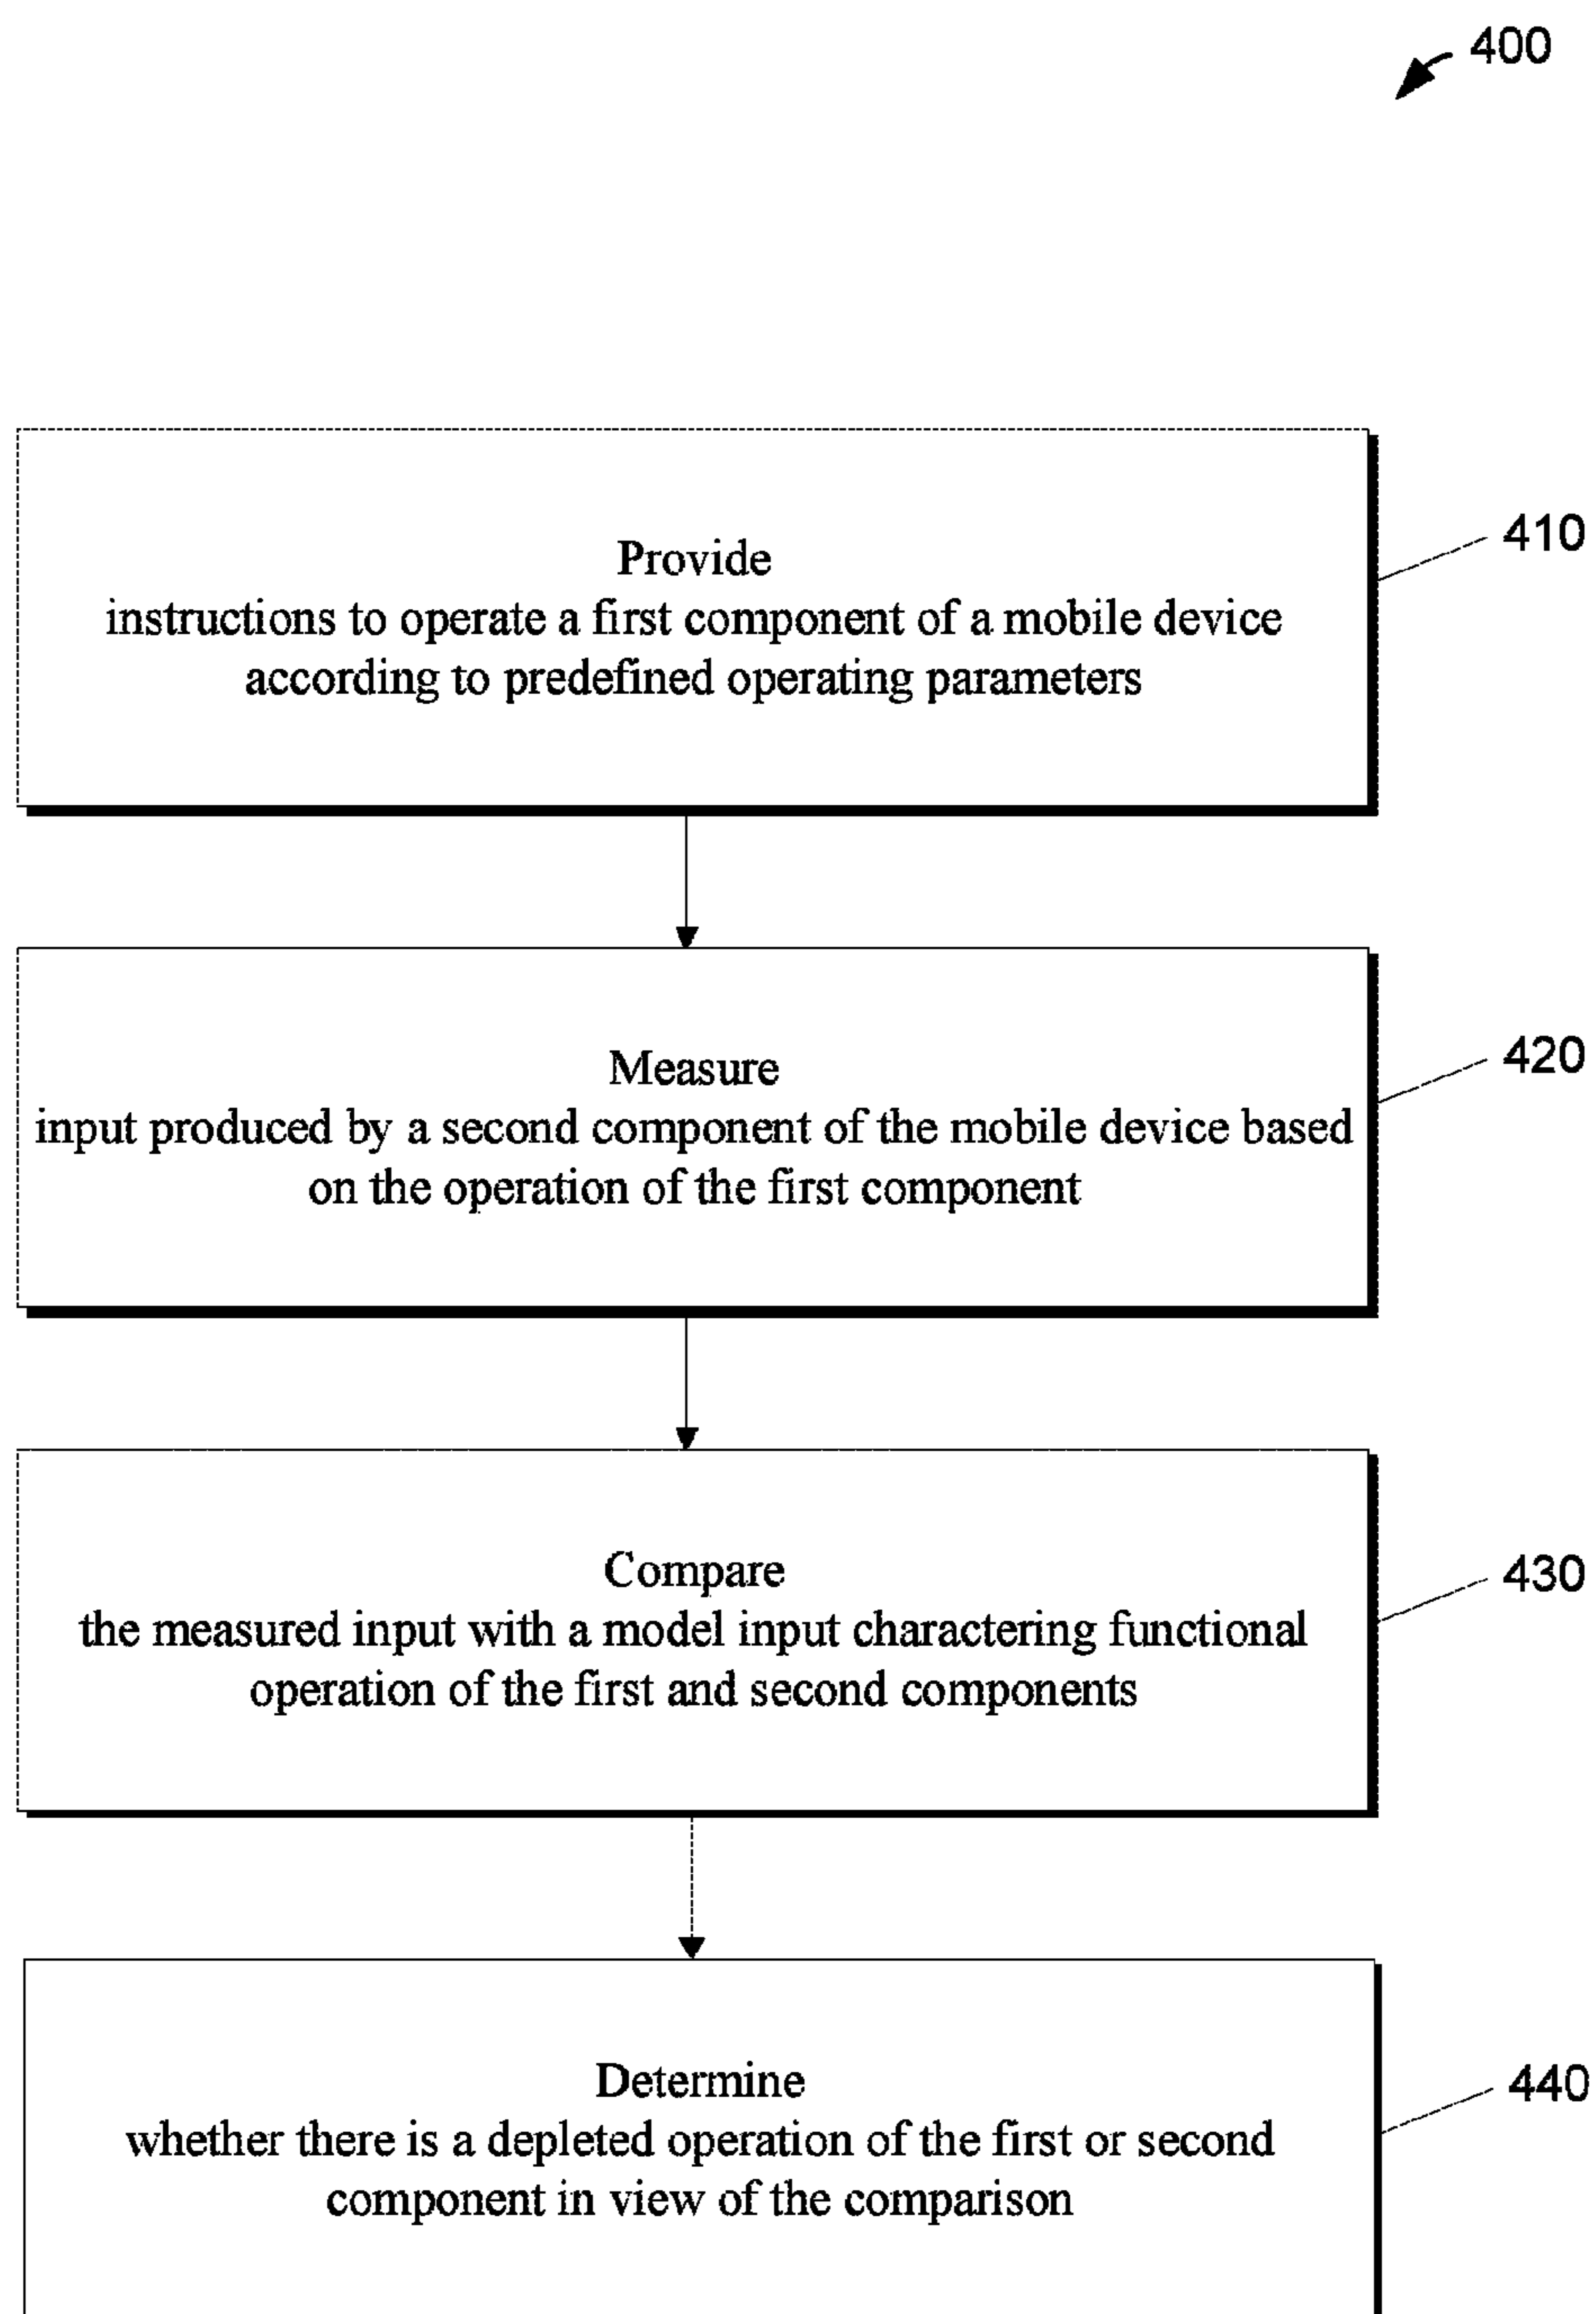 400
Provide
instructions to operate a first component of a mobile device
according to predefined operating parameters
410
Measure
input produced by a second component of the mobile device based
on the operation of the first component
420
Compare
the measured input with a model input charactering functional
operation of the first and second components
430
Determine
whether there is a depleted operation of the first or second
component in view of the comparison
440